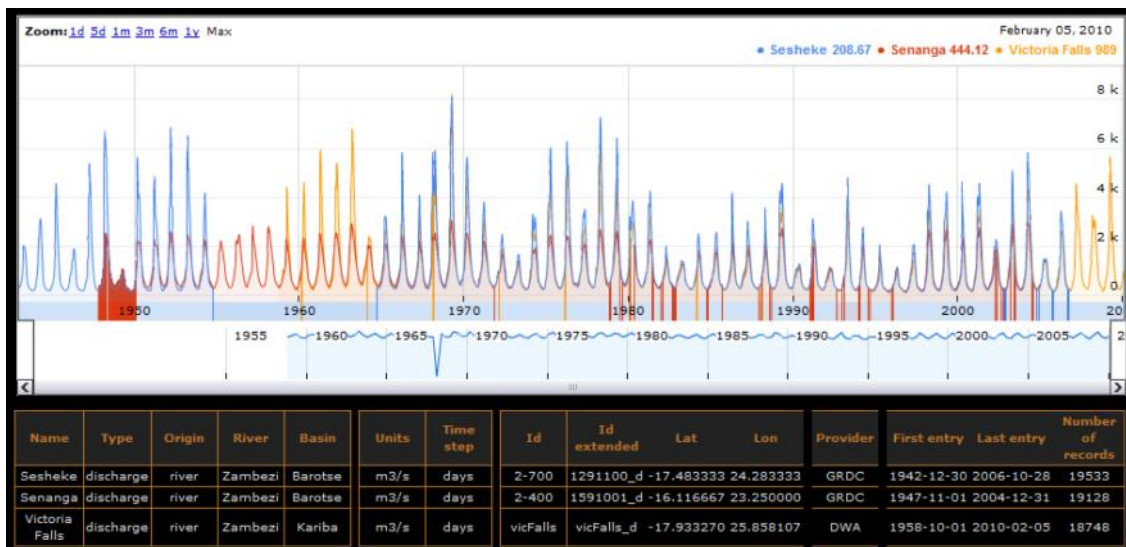 Zoom: 1d 5d 1m 3m 6m 1y Max
February 05, 2010
● Sesheke 208.67 ● Senanga 444.12 ● Victoria Falls 989
8 k
6 k
4 k
2 k
0
1950 1960 1970 1980 1990 2000 20
1955 1960 1965 1970 1975 1980 1985 1990 1995 2000 2005 2
Name Type Origin River Basin Units Time step Id Id extended Lat Lon Provider First entry Last entry Number of records
Sesheke discharge river Zambezi Barotse m3/s days 2-700 1291100_d -17.483333 24.283333 GRDC 1942-12-30 2006-10-28 19533
Senanga discharge river Zambezi Barotse m3/s days 2-400 1591001_d -16.116667 23.250000 GRDC 1947-11-01 2004-12-31 19128
Victoria Falls discharge river Zambezi Kariba m3/s days vicFalls vicFalls_d -17.933270 25.858107 DWA 1958-10-01 2010-02-05 18748